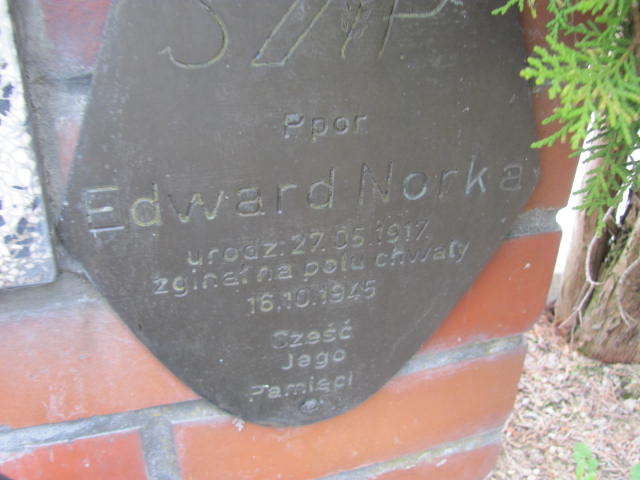 Ś P
Ppor
Edward Norka
urodz. 27.05.1917
zginął na polu chwały
16.10.1945
Cześć
Jego
Pamięci